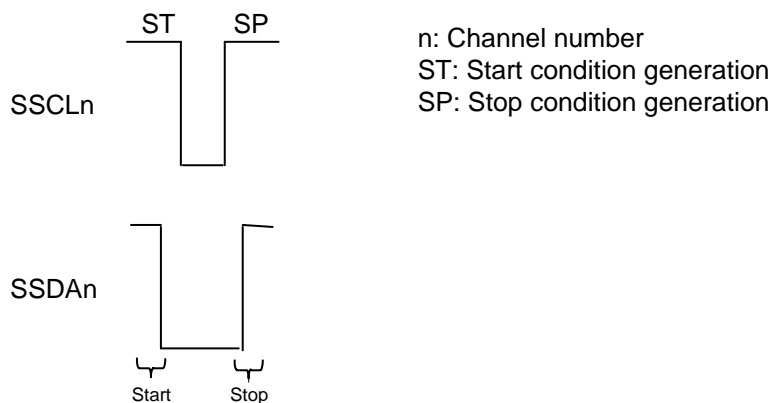 ST SP
SSCLn
n: Channel number
ST: Start condition generation
SP: Stop condition generation
SSDAn
Start Stop